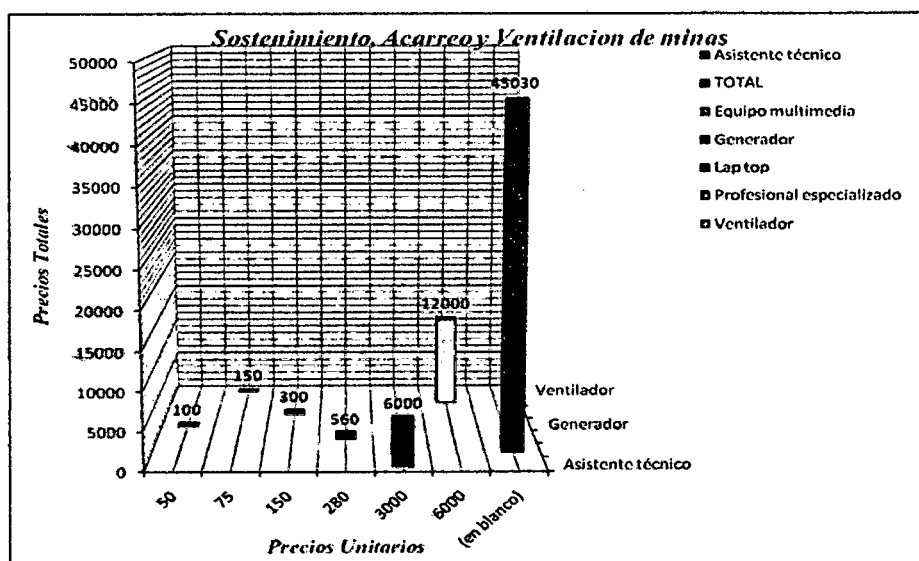 Sostenimiento, Acarreo y Ventilacion de minas
50000
45000
40000
35000
30000
25000
20000
15000
10000
5000
0
Precios Totales
100
150
300
560
6000
12000
45030
50
75
150
280
3000
6000
(en blanco)
Precios Unitarios
Ventilador
Generador
Asistente técnico
Asistente técnico
TOTAL
Equipo multimedia
Generador
Laptop
Profesional especializado
Ventilador